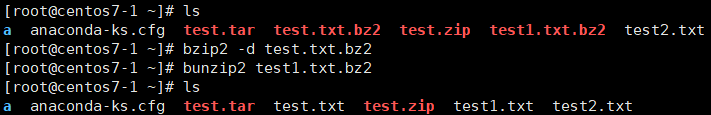 [root@centos7-1 ~]# ls
a  anaconda-ks.cfg  test.tar  test.txt.bz2  test.zip  test1.txt.bz2  test2.txt
[root@centos7-1 ~]# bzip2 -d test.txt.bz2
[root@centos7-1 ~]# bunzip2 test1.txt.bz2
[root@centos7-1 ~]# ls
a  anaconda-ks.cfg  test.tar  test.txt  test.zip  test1.txt  test2.txt